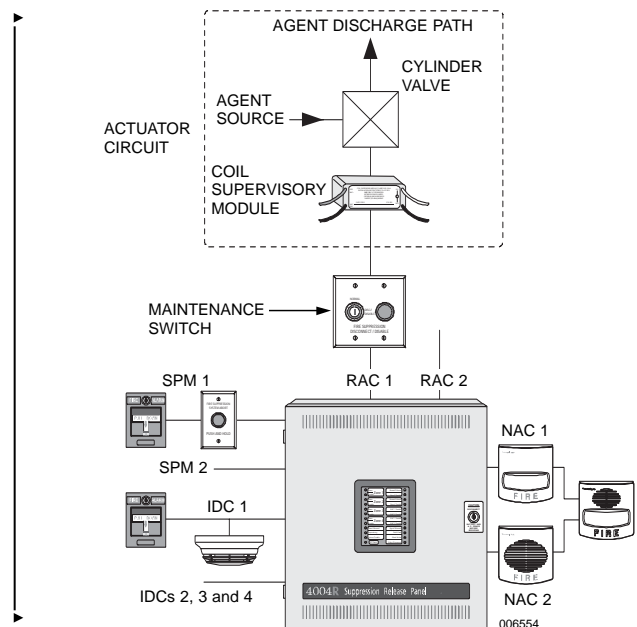 AGENT DISCHARGE PATH
CYLINDER
VALVE
AGENT
SOURCE
ACTUATOR
CIRCUIT
COIL
SUPERVISORY
MODULE
MAINTENANCE
SWITCH
FIRE SUPPRESSION
DISCONNECT / DISABLE
SPM 1
RAC 1
RAC 2
NAC 1
FIRE
SPM 2
IDC 1
FIRE
FIRE
NAC 2
IDCs 2, 3 and 4
4004R Suppression Release Panel
006554